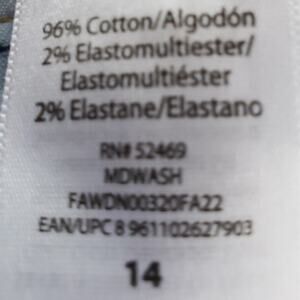 96% Cotton/Algodón
2% Elastomultiester/
Elastomultiéster
2% Elastane/Elastano
RN# 52469
MDWASH
FAWDN00320FA22
EAN/UPC 8 961102627903
14